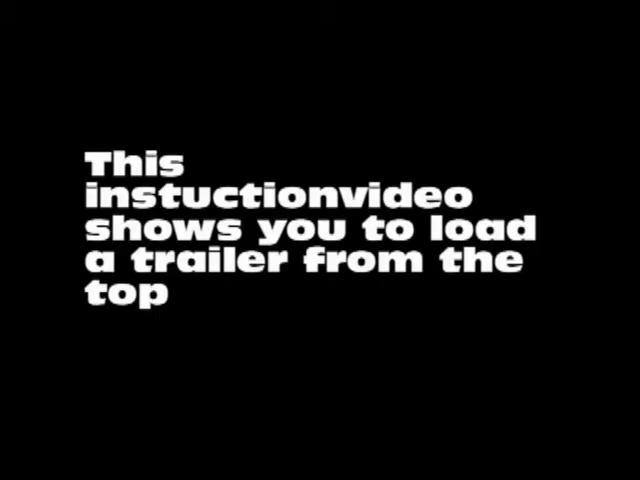 This
instuctionvideo
shows you to load
a trailer from the
top